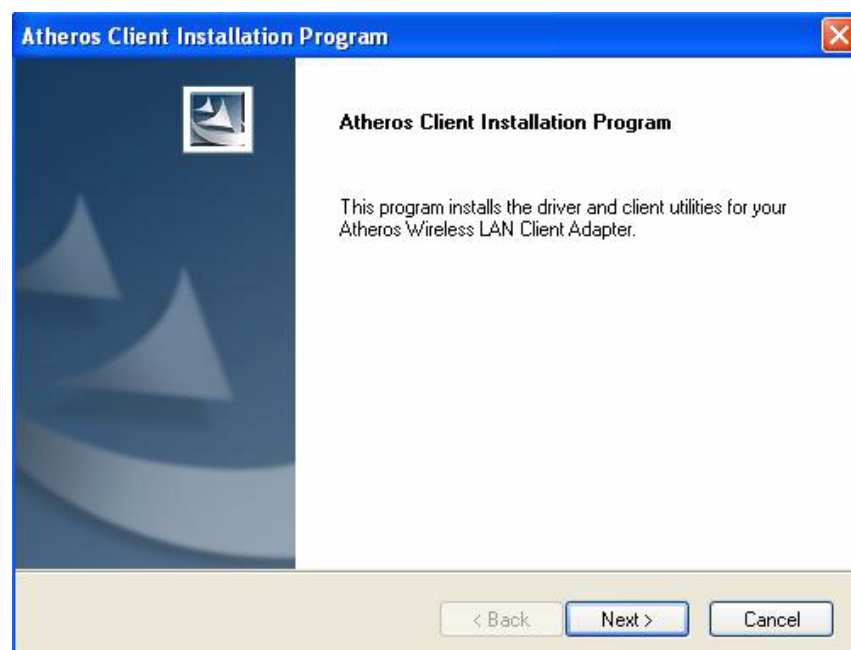 Atheros Client Installation Program
Atheros Client Installation Program
This program installs the driver and client utilities for your
Atheros Wireless LAN Client Adapter.
< Back
Next >
Cancel